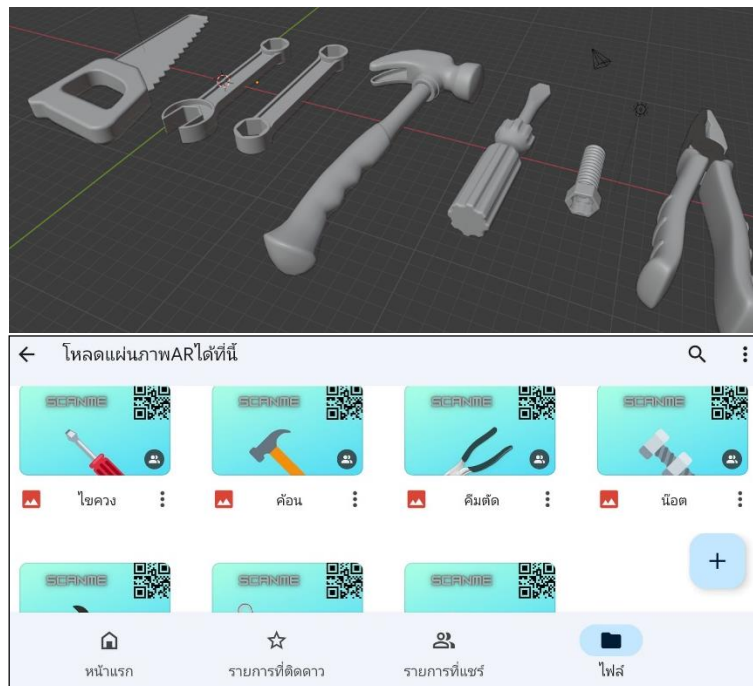 โหลดแผ่นภาพARได้ที่นี้
SCANME
SCANME
SCANME
SCANME
ไขควง
ค้อน
คีมตัด
น๊อต
SCANME
SCANME
SCANME
หน้าแรก
รายการที่ติดดาว
รายการที่แชร์
ไฟล์